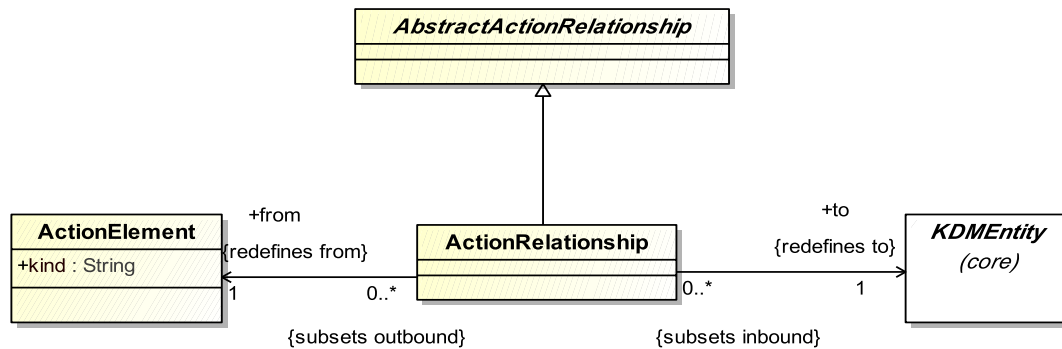 AbstractActionRelationship
ActionElement
+kind : String
+from
{redefines from}
1
0..*
{subsets outbound}
ActionRelationship
+to
{redefines to}
0..*
1
{subsets inbound}
KDMEntity
(core)